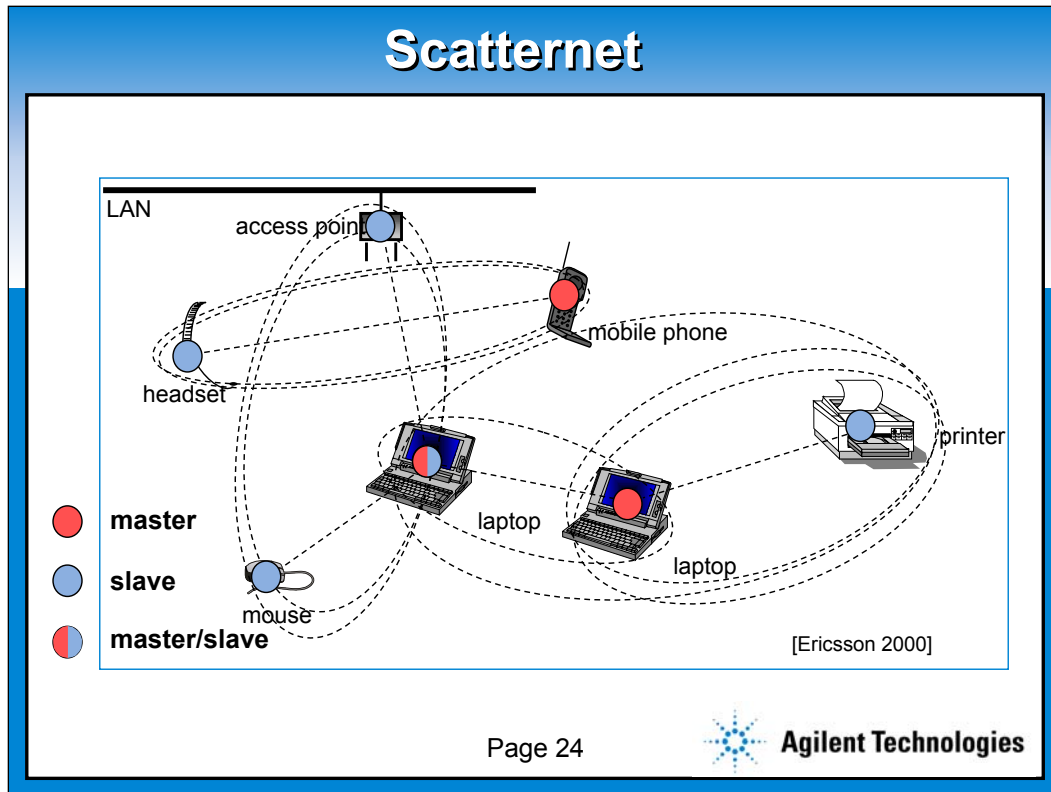 Scatternet
LAN
access point
mobile phone
headset
printer
laptop
laptop
mouse
master
slave
master/slave
[Ericsson 2000]
Page 24
Agilent Technologies